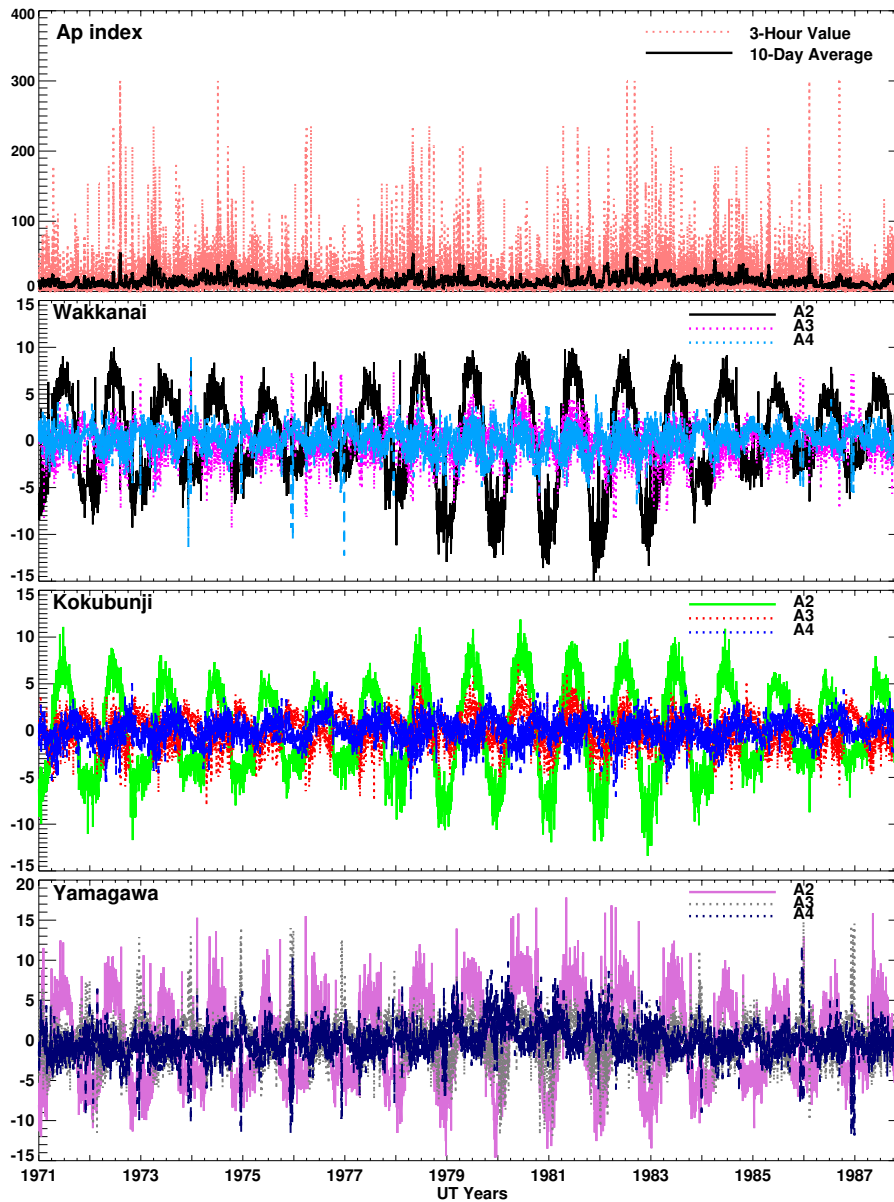 Ap index
3-Hour Value
10-Day Average
400
300
200
100
0
Wakkanai
A2
A3
A4
15
10
5
0
-5
-10
-15
Kokubunji
A2
A3
A4
15
10
5
0
-5
-10
15
Yamagawa
A2
A3
A4
20
15
10
5
0
-5
-10
-15
1971 1973 1975 1977 1979 1981 1983 1985 1987
UT Years